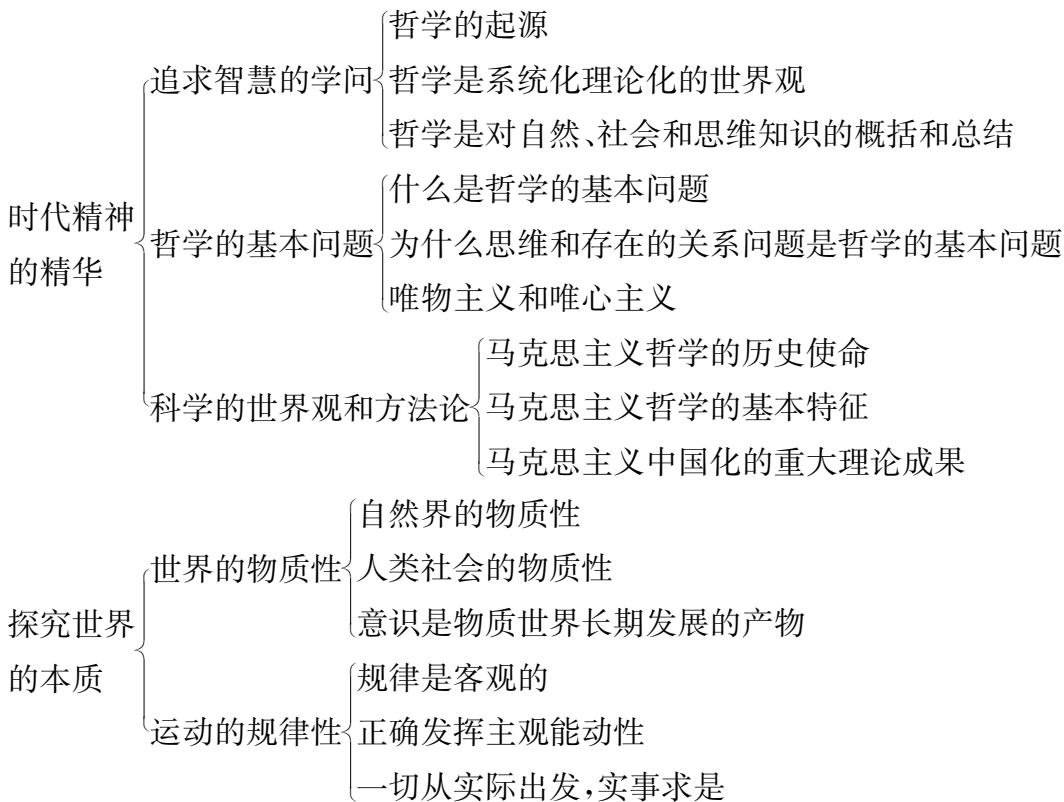 哲学的起源
追求智慧的学问
哲学是系统化理论化的世界观
哲学是对自然、社会和思维知识的概括和总结
时代精神
的精华
什么是哲学的基本问题
哲学的基本问题
为什么思维和存在的关系问题是哲学的基本问题
唯物主义和唯心主义
马克思主义哲学的历史使命
科学的世界观和方法论
马克思主义哲学的基本特征
马克思主义中国化的重大理论成果
自然界的物质性
世界的物质性
人类社会的物质性
意识是物质世界长期发展的产物
探究世界
的本质
规律是客观的
运动的规律性
正确发挥主观能动性
一切从实际出发,实事求是